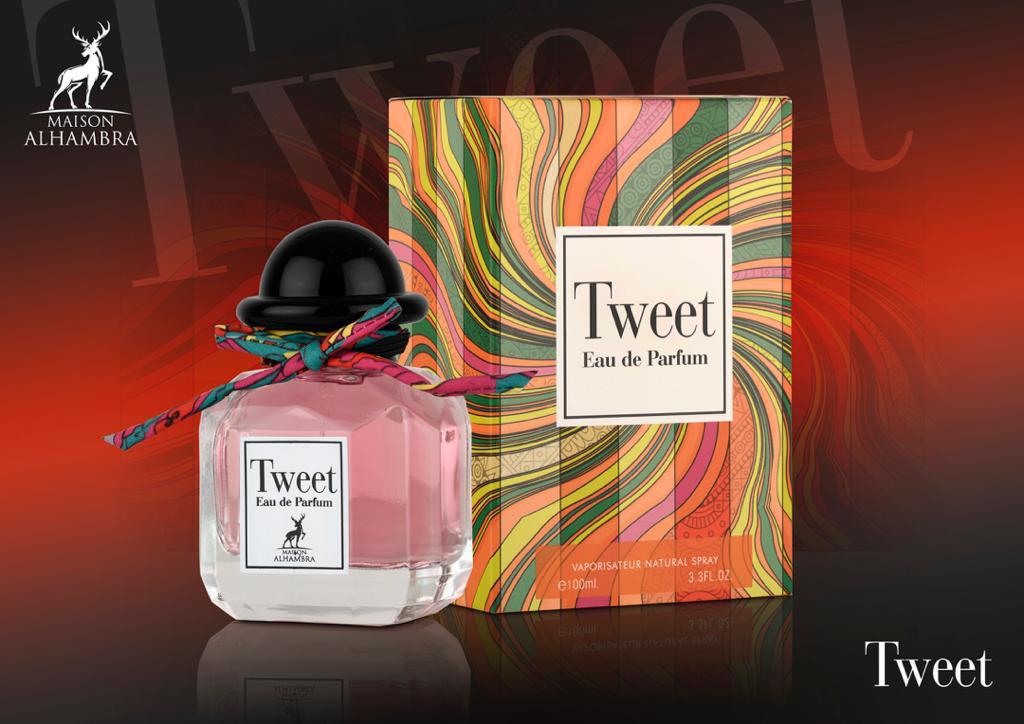 Tweet
MAISON
ALHAMBRA
Tweet
Eau de Parfum
Tweet
Eau de Parfum
MAISON
ALHAMBRA
VAPORISATEUR NATURAL SPRAY
℮100ml. 3.3FL.OZ.
Tweet